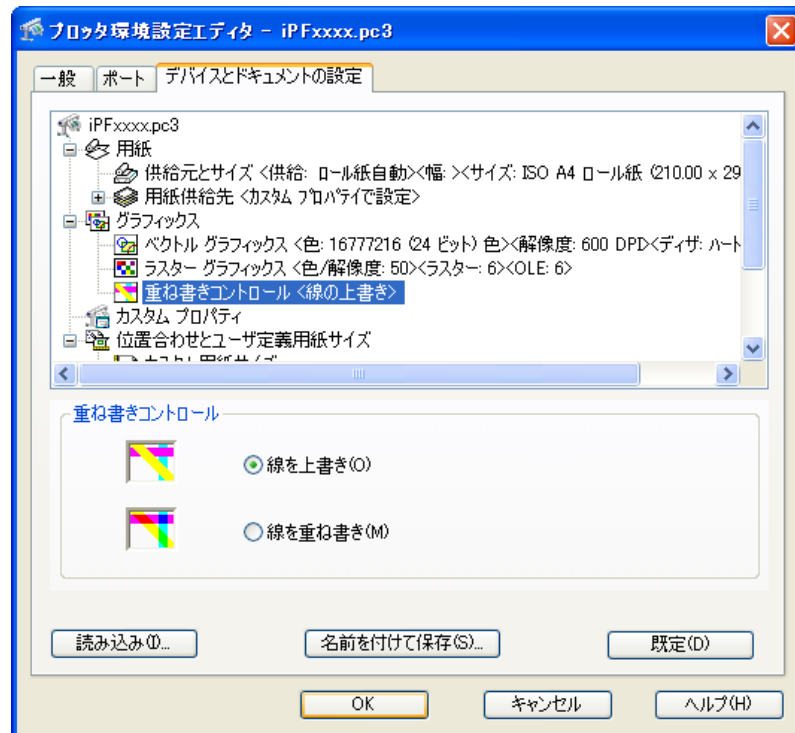 プロッタ環境設定エディタ - iPFxxxx.pc3
一般 ポート デバイスとドキュメントの設定
iPFxxxx.pc3
用紙
供給元とサイズ <供給: ロール紙自動><幅: ><サイズ: ISO A4 ロール紙 (210.00 x 29
用紙供給先 <カスタム プロパティで設定>
グラフィックス
ベクトル グラフィックス <色: 16777216 (24 ビット) 色><解像度: 600 DPI><ディザ: ハート
ラスター グラフィックス <色/解像度: 50><ラスター: 6><OLE: 6>
重ね書きコントロール <線の上書き>
カスタム プロパティ
位置合わせとユーザ定義用紙サイズ
カスタム用紙サイズ
重ね書きコントロール
線を上書き(O)
線を重ね書き(M)
読み込み(I)... 名前を付けて保存(S)... 既定(D)
OK キャンセル ヘルプ(H)